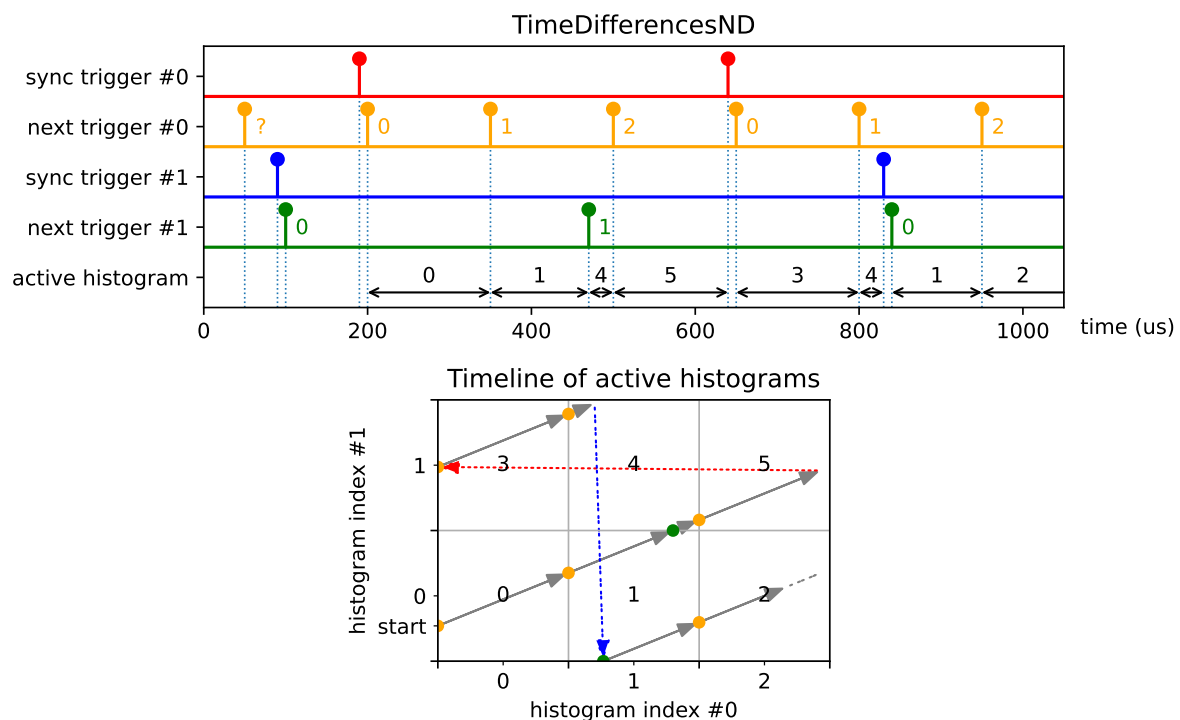 TimeDifferencesND
sync trigger #0
next trigger #0 ? 0 1 2 0 1 2
sync trigger #1
next trigger #1 0 1 0
active histogram 0 1 4 5 3 4 1 2
0 200 400 600 800 1000 time (us)
Timeline of active histograms
histogram index #1
1 3 4 5
0 0 1 2
start
0 1 2
histogram index #0